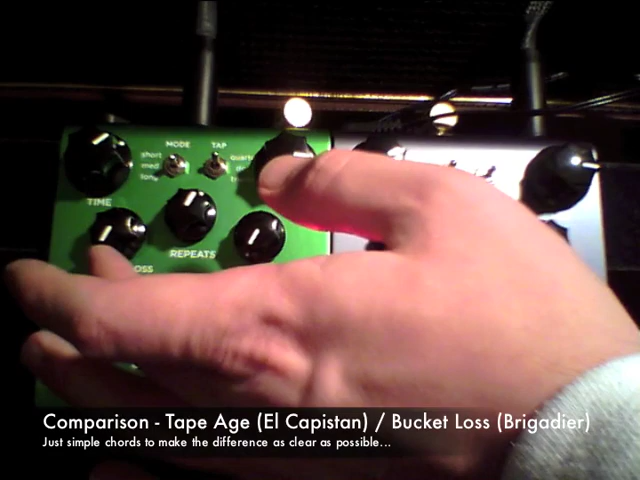 MODE TAP
short
med
long
TIME
REPEATS
OSS
Comparison - Tape Age (El Capistan) / Bucket Loss (Brigadier)
Just simple chords to make the difference as clear as possible...